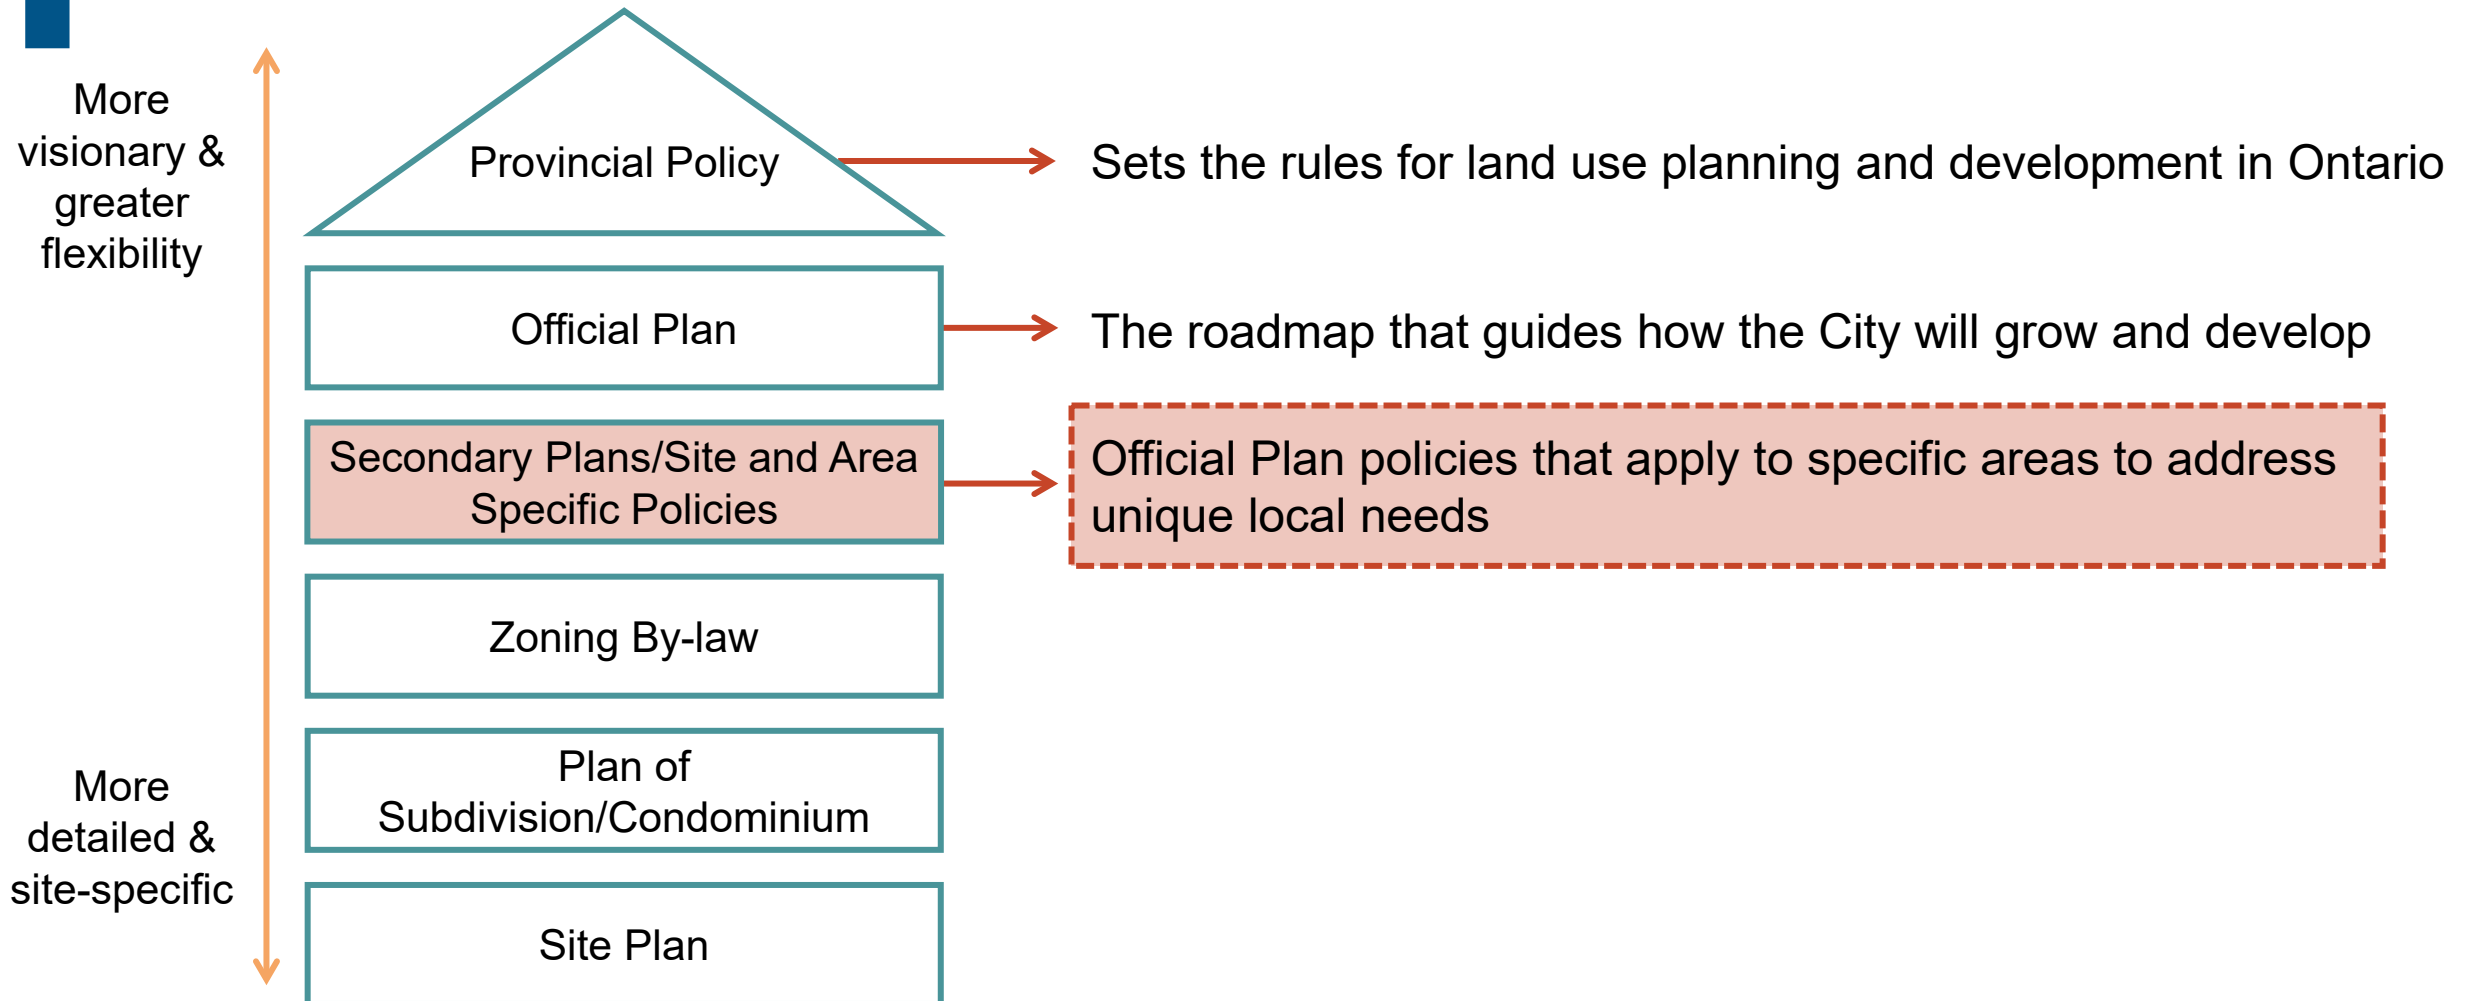 More
visionary &
greater
flexibility
Provincial Policy
Sets the rules for land use planning and development in Ontario
Official Plan
The roadmap that guides how the City will grow and develop
Secondary Plans/Site and Area
Specific Policies
Official Plan policies that apply to specific areas to address
unique local needs
Zoning By-law
Plan of
Subdivision/Condominium
More
detailed &
site-specific
Site Plan